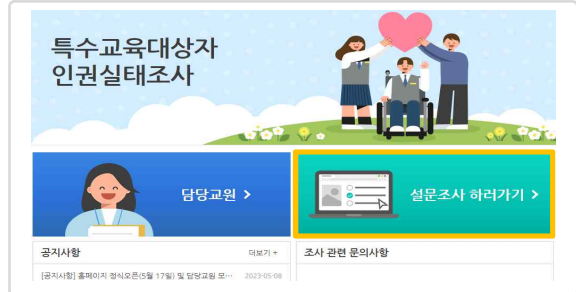 특수교육대상자
인권실태조사
담당교원 >
설문조사 하러가기 >
공지사항
더보기 +
조사 관련 문의사항
[공지사항] 홈페이지 정식오픈(5월 17일) 및 담당교원 모…
2023-05-08